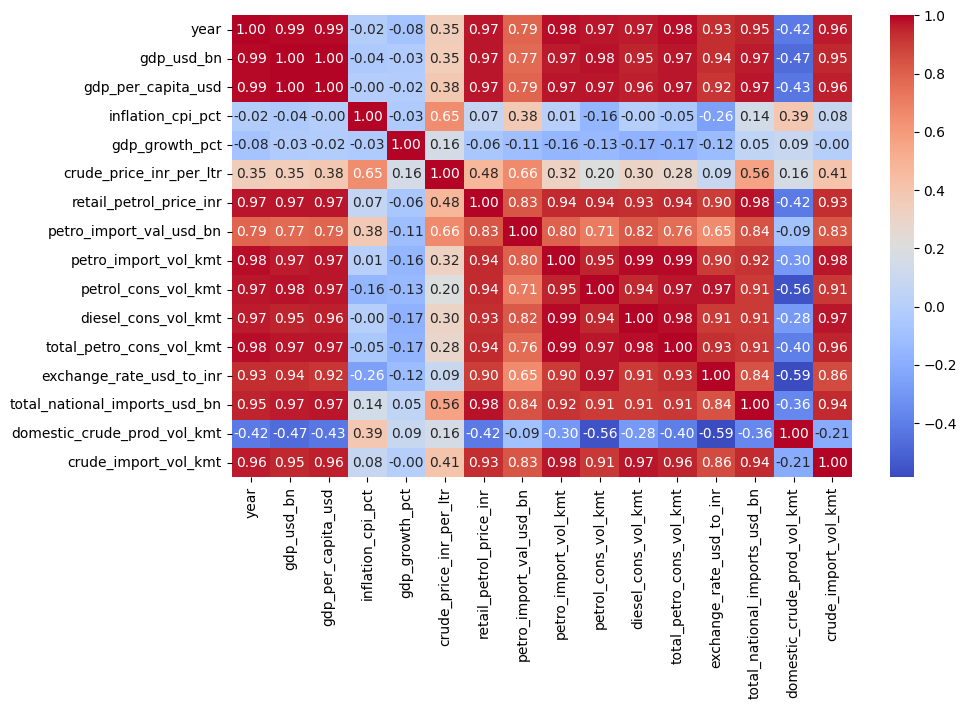 year 1.00 0.99 0.99 -0.02 -0.08 0.35 0.97 0.79 0.98 0.97 0.97 0.98 0.93 0.95 -0.42 0.96
gdp_usd_bn 0.99 1.00 1.00 -0.04 -0.03 0.35 0.97 0.77 0.97 0.98 0.95 0.97 0.94 0.97 -0.47 0.95
gdp_per_capita_usd 0.99 1.00 1.00 -0.00 -0.02 0.38 0.97 0.79 0.97 0.97 0.96 0.97 0.92 0.97 -0.43 0.96
inflation_cpi_pct -0.02 -0.04 -0.00 1.00 -0.03 0.65 0.07 0.38 0.01 -0.16 -0.00 -0.05 -0.26 0.14 0.39 0.08
gdp_growth_pct -0.08 -0.03 -0.02 -0.03 1.00 0.16 -0.06 -0.11 -0.16 -0.13 -0.17 -0.17 -0.12 0.05 0.09 -0.00
crude_price_inr_per_ltr 0.35 0.35 0.38 0.65 0.16 1.00 0.48 0.66 0.32 0.20 0.30 0.28 0.09 0.56 0.16 0.41
retail_petrol_price_inr 0.97 0.97 0.97 0.07 -0.06 0.48 1.00 0.83 0.94 0.94 0.93 0.94 0.90 0.98 -0.42 0.93
petro_import_val_usd_bn 0.79 0.77 0.79 0.38 -0.11 0.66 0.83 1.00 0.80 0.71 0.82 0.76 0.65 0.84 -0.09 0.83
petro_import_vol_kmt 0.98 0.97 0.97 0.01 -0.16 0.32 0.94 0.80 1.00 0.95 0.99 0.99 0.90 0.92 -0.30 0.98
petrol_cons_vol_kmt 0.97 0.98 0.97 -0.16 -0.13 0.20 0.94 0.71 0.95 1.00 0.94 0.97 0.97 0.91 -0.56 0.91
diesel_cons_vol_kmt 0.97 0.95 0.96 -0.00 -0.17 0.30 0.93 0.82 0.99 0.94 1.00 0.98 0.91 0.91 -0.28 0.97
total_petro_cons_vol_kmt 0.98 0.97 0.97 -0.05 -0.17 0.28 0.94 0.76 0.99 0.97 0.98 1.00 0.93 0.91 -0.40 0.96
exchange_rate_usd_to_inr 0.93 0.94 0.92 -0.26 -0.12 0.09 0.90 0.65 0.90 0.97 0.91 0.93 1.00 0.84 -0.59 0.86
total_national_imports_usd_bn 0.95 0.97 0.97 0.14 0.05 0.56 0.98 0.84 0.92 0.91 0.91 0.91 0.84 1.00 -0.36 0.94
domestic_crude_prod_vol_kmt -0.42 -0.47 -0.43 0.39 0.09 0.16 -0.42 -0.09 -0.30 -0.56 -0.28 -0.40 -0.59 -0.36 1.00 -0.21
crude_import_vol_kmt 0.96 0.95 0.96 0.08 -0.00 0.41 0.93 0.83 0.98 0.91 0.97 0.96 0.86 0.94 -0.21 1.00
year
gdp_usd_bn
gdp_per_capita_usd
inflation_cpi_pct
gdp_growth_pct
crude_price_inr_per_ltr
retail_petrol_price_inr
petro_import_val_usd_bn
petro_import_vol_kmt
petrol_cons_vol_kmt
diesel_cons_vol_kmt
total_petro_cons_vol_kmt
exchange_rate_usd_to_inr
total_national_imports_usd_bn
domestic_crude_prod_vol_kmt
crude_import_vol_kmt
1.0
0.8
0.6
0.4
0.2
0.0
−0.2
−0.4